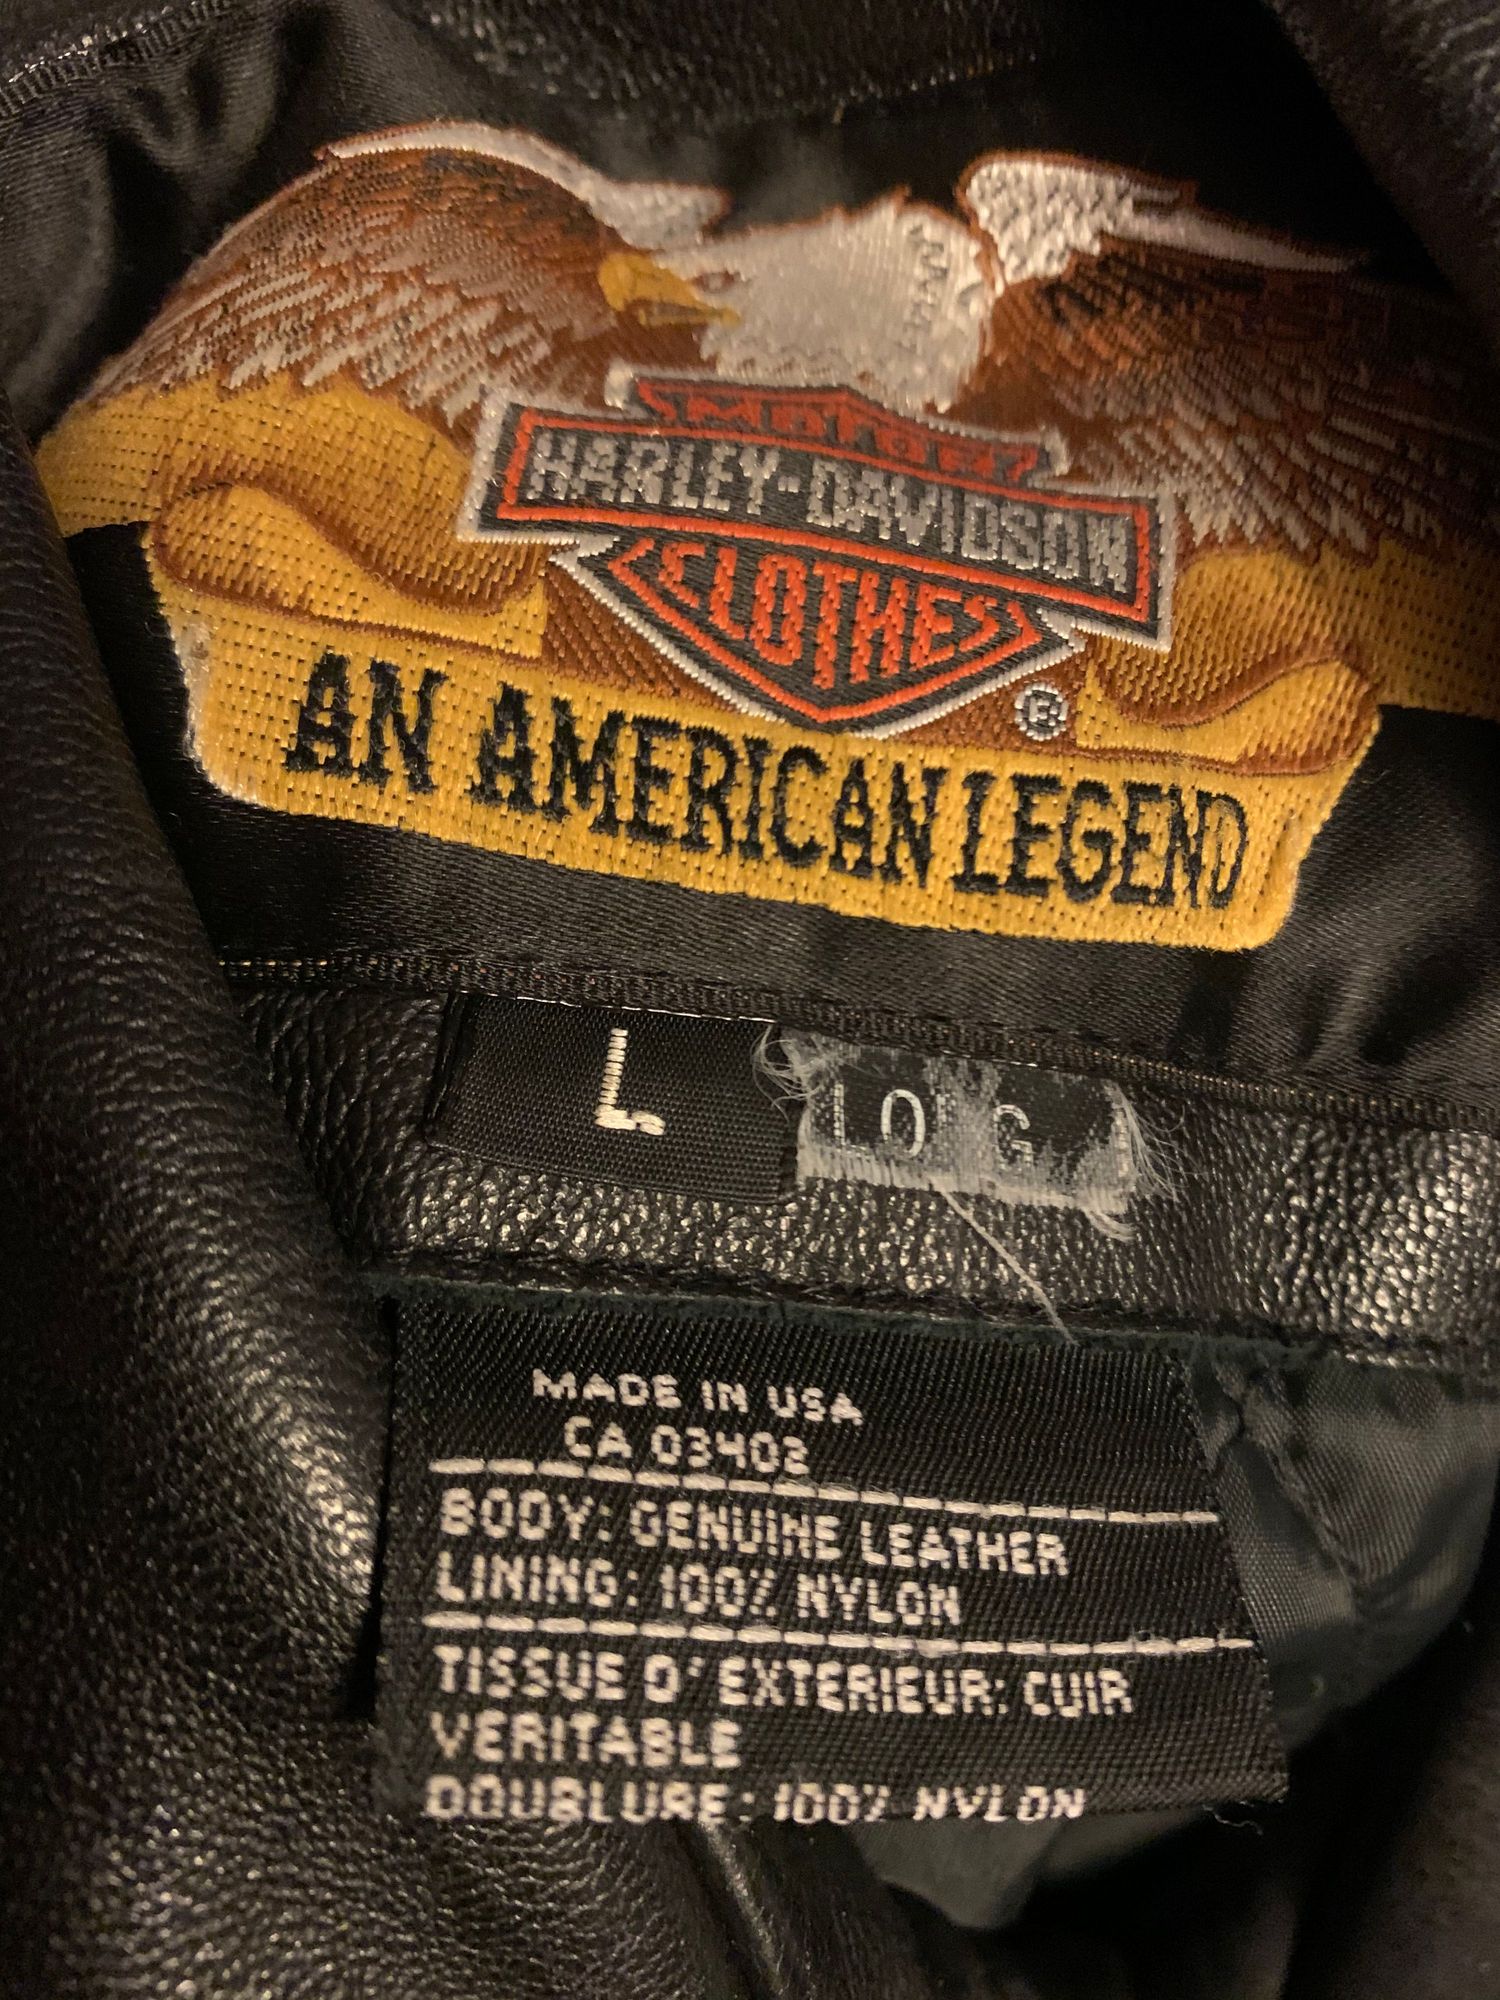 MOTOR
HARLEY-DAVIDSON
CLOTHES
®
AN AMERICAN LEGEND
L LO G
MADE IN USA
CA 03402
BODY: GENUINE LEATHER
LINING: 100% NYLON
TISSUE D' EXTERIEUR: CUIR
VERITABLE
DOUBLURE: 100% NYLON